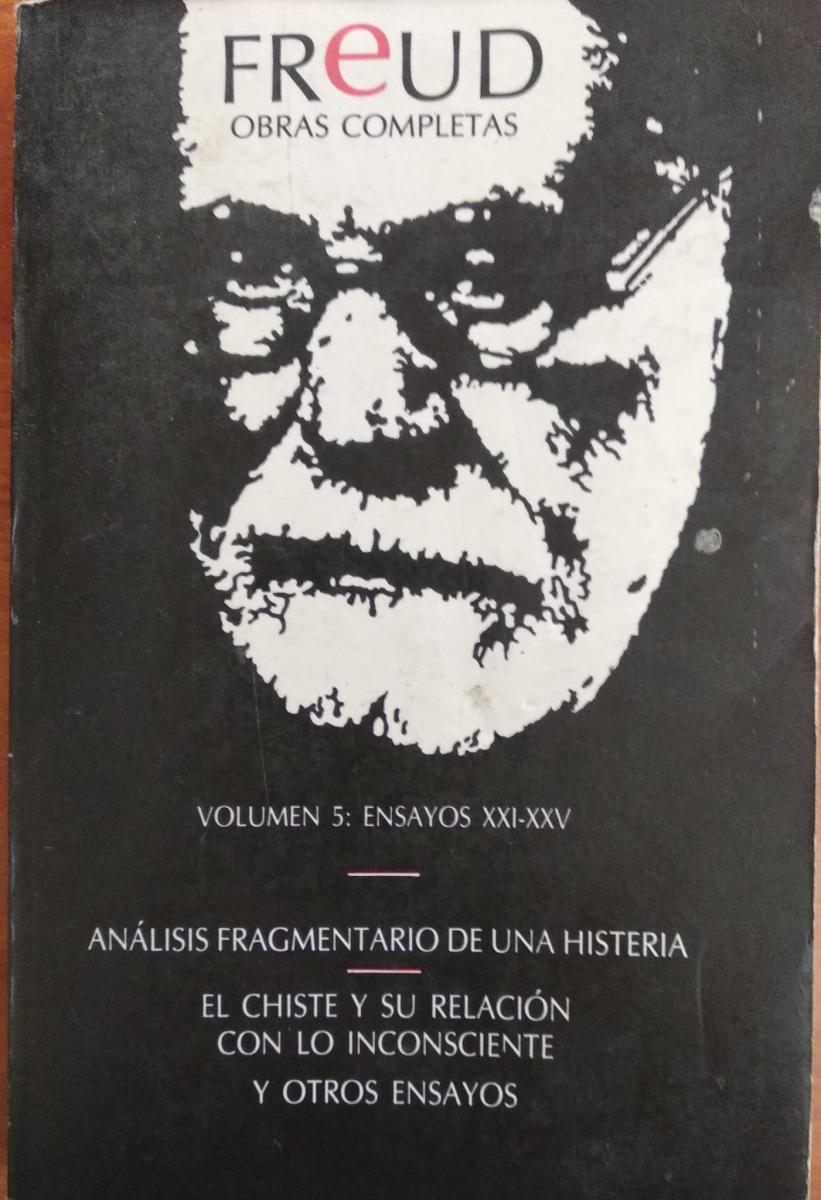 FReUD
OBRAS COMPLETAS
VOLUMEN 5: ENSAYOS XXI-XXV
ANÁLISIS FRAGMENTARIO DE UNA HISTERIA
EL CHISTE Y SU RELACIÓN
CON LO INCONSCIENTE
Y OTROS ENSAYOS